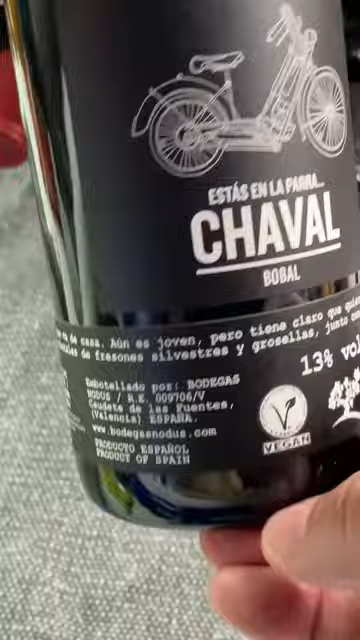 ESTÁS EN LA PARRA...
CHAVAL
BOBAL
de casa. Aún es joven, pero tiene claro que
de fresones silvestres y grosellas, junto con
13% vol
Embotellado por: BODEGAS
NODUS / R.E. 009706/V
Caudete de las Fuentes,
(Valencia) ESPAÑA.
www.bodegasnodus.com
PRODUCTO ESPAÑOL
PRODUCT OF SPAIN
V
VEGAN